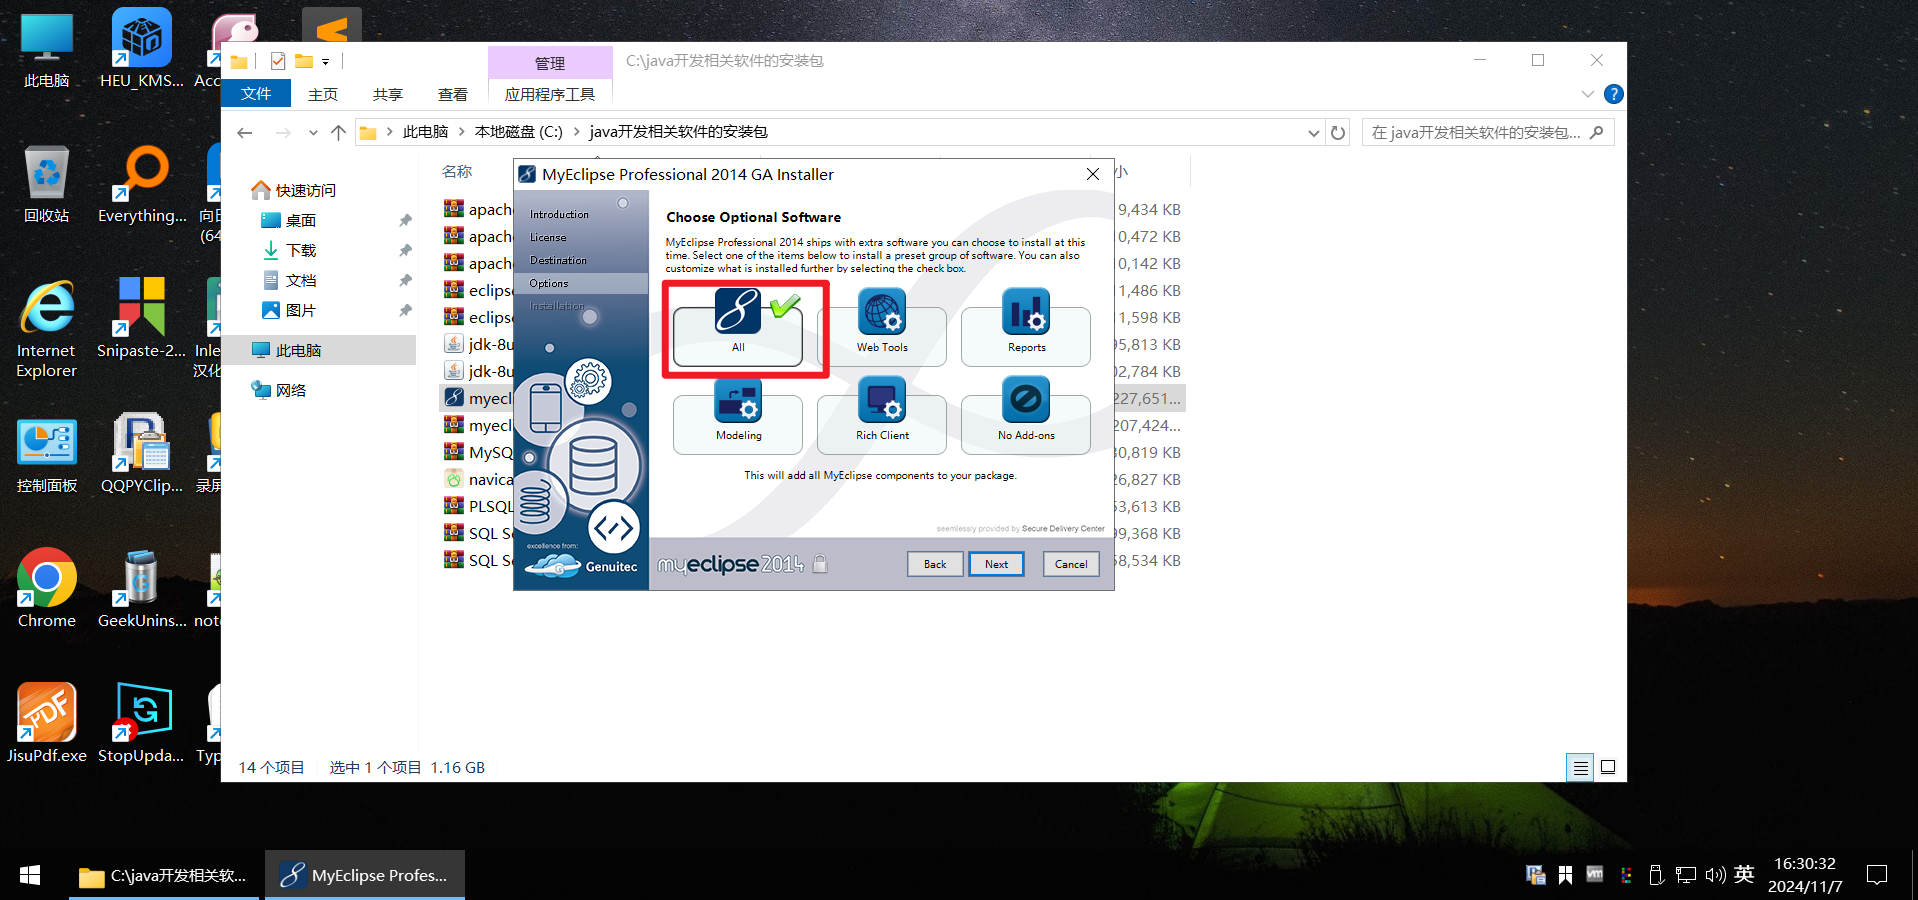 此电脑
HEU_KMS...
Acc
回收站
Everything...
向日
(64
Internet
Explorer
Snipaste-2...
Inle
汉化
控制面板
QQPYClip...
录屏
Chrome
GeekUnins...
note
JisuPdf.exe
StopUpda...
Typ
管理
C:\java开发相关软件的安装包
文件
主页
共享
查看
应用程序工具
此电脑
本地磁盘 (C:)
java开发相关软件的安装包
在 java开发相关软件的安装包...
快速访问
桌面
下载
文档
图片
此电脑
网络
名称
小
apach
9,434 KB
apach
0,472 KB
apach
0,142 KB
eclips
1,486 KB
eclips
1,598 KB
jdk-8u
95,813 KB
jdk-8u
02,784 KB
myecl
227,651...
myecl
207,424...
MySQ
30,819 KB
navica
26,827 KB
PLSQL
53,613 KB
SQL Se
99,368 KB
SQL Se
58,534 KB
14 个项目
选中 1 个项目 1.16 GB
MyEclipse Professional 2014 GA Installer
Introduction
License
Destination
Options
Installation
Choose Optional Software
MyEclipse Professional 2014 ships with extra software you can choose to install at this
time. Select one of the items below to install a preset group of software. You can also
customize what is installed further by selecting the check box.
All
Web Tools
Reports
Modeling
Rich Client
No Add-ons
This will add all MyEclipse components to your package.
seemlessly provided by Secure Delivery Center
excellence from:
Genuitec
myeclipse2014
Back
Next
Cancel
C:\java开发相关软...
MyEclipse Profes...
vm
英
16:30:32
2024/11/7